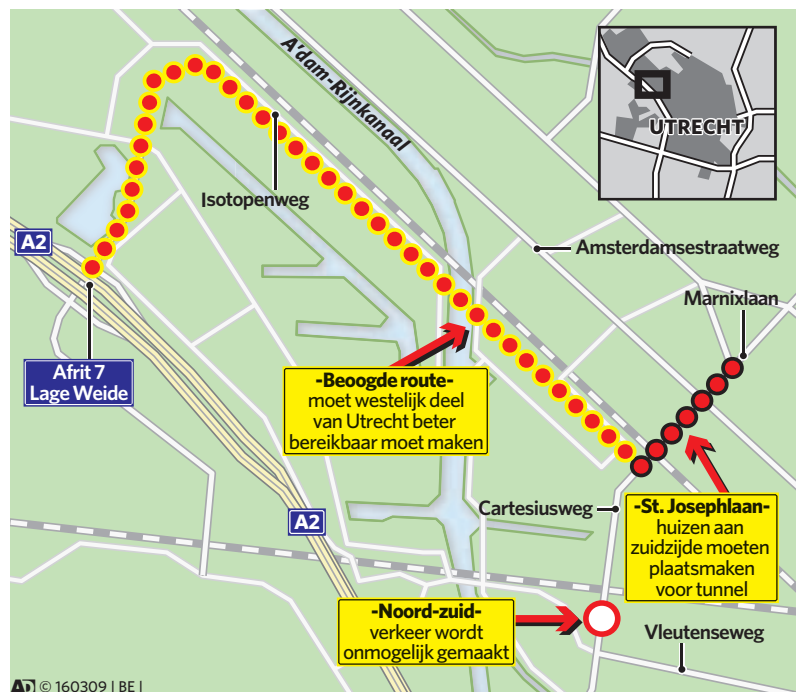 A'dam-Rijnkanaal
UTRECHT
Isotopenweg
A2
Amsterdamsestraatweg
Marnixlaan
Afrit 7
Lage Weide
-Beoogde route-
moet westelijk deel
van Utrecht beter
bereikbaar moet maken
Cartesiusweg
-St. Josephlaan-
huizen aan
zuidzijde moeten
plaatsmaken
voor tunnel
A2
-Noord-zuid-
verkeer wordt
onmogelijk gemaakt
Vleutenseweg
AD © 160309 | BE |